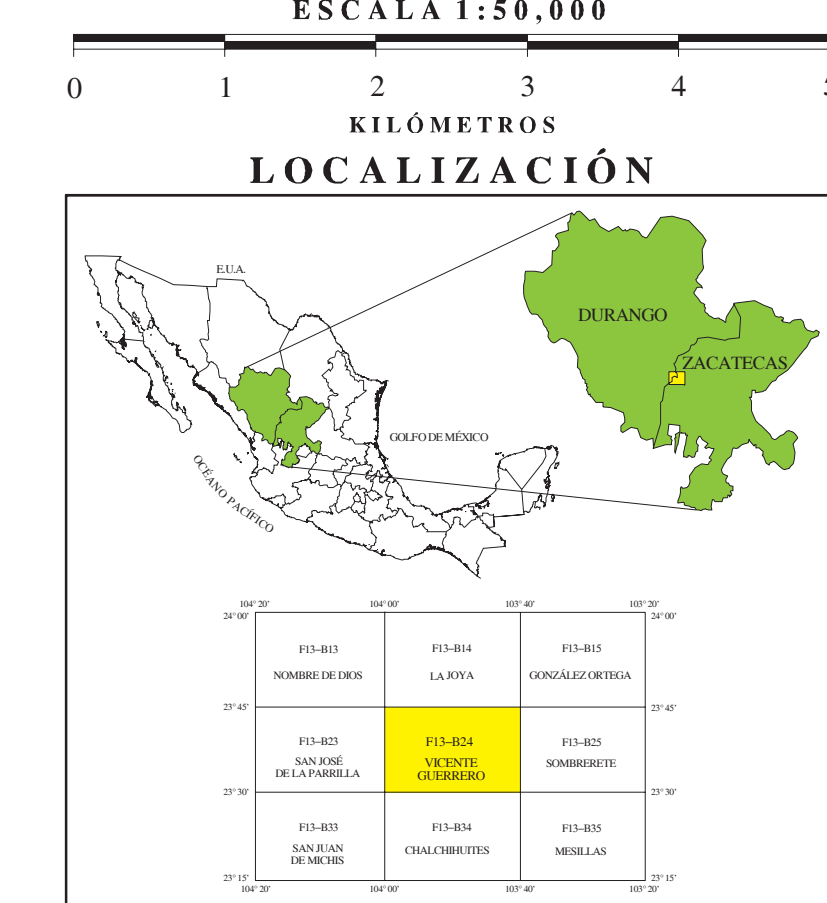 ESCALA 1:50,000
0 1 2 3 4
KILÓMETROS
LOCALIZACIÓN
E.U.A.
DURANGO
ZACATECAS
GOLFO DE MÉXICO
OCÉANO PACÍFICO
104° 20' 104° 00' 103° 40' 103° 20'
24° 00' 24° 00'
F13–B13 F13–B14 F13–B15
NOMBRE DE DIOS LA JOYA GONZÁLEZ ORTEGA
23° 45' 23° 45'
F13–B23 F13–B24 F13–B25
SAN JOSÉ VICENTE SOMBRERETE
DE LA PARRILLA GUERRERO
23° 30' 23° 30'
F13–B33 F13–B34 F13–B35
SAN JUAN CHALCHIHUITES MESILLAS
DE MICHIS
23° 15' 23° 15'
104° 20' 104° 00' 103° 40' 103° 20'